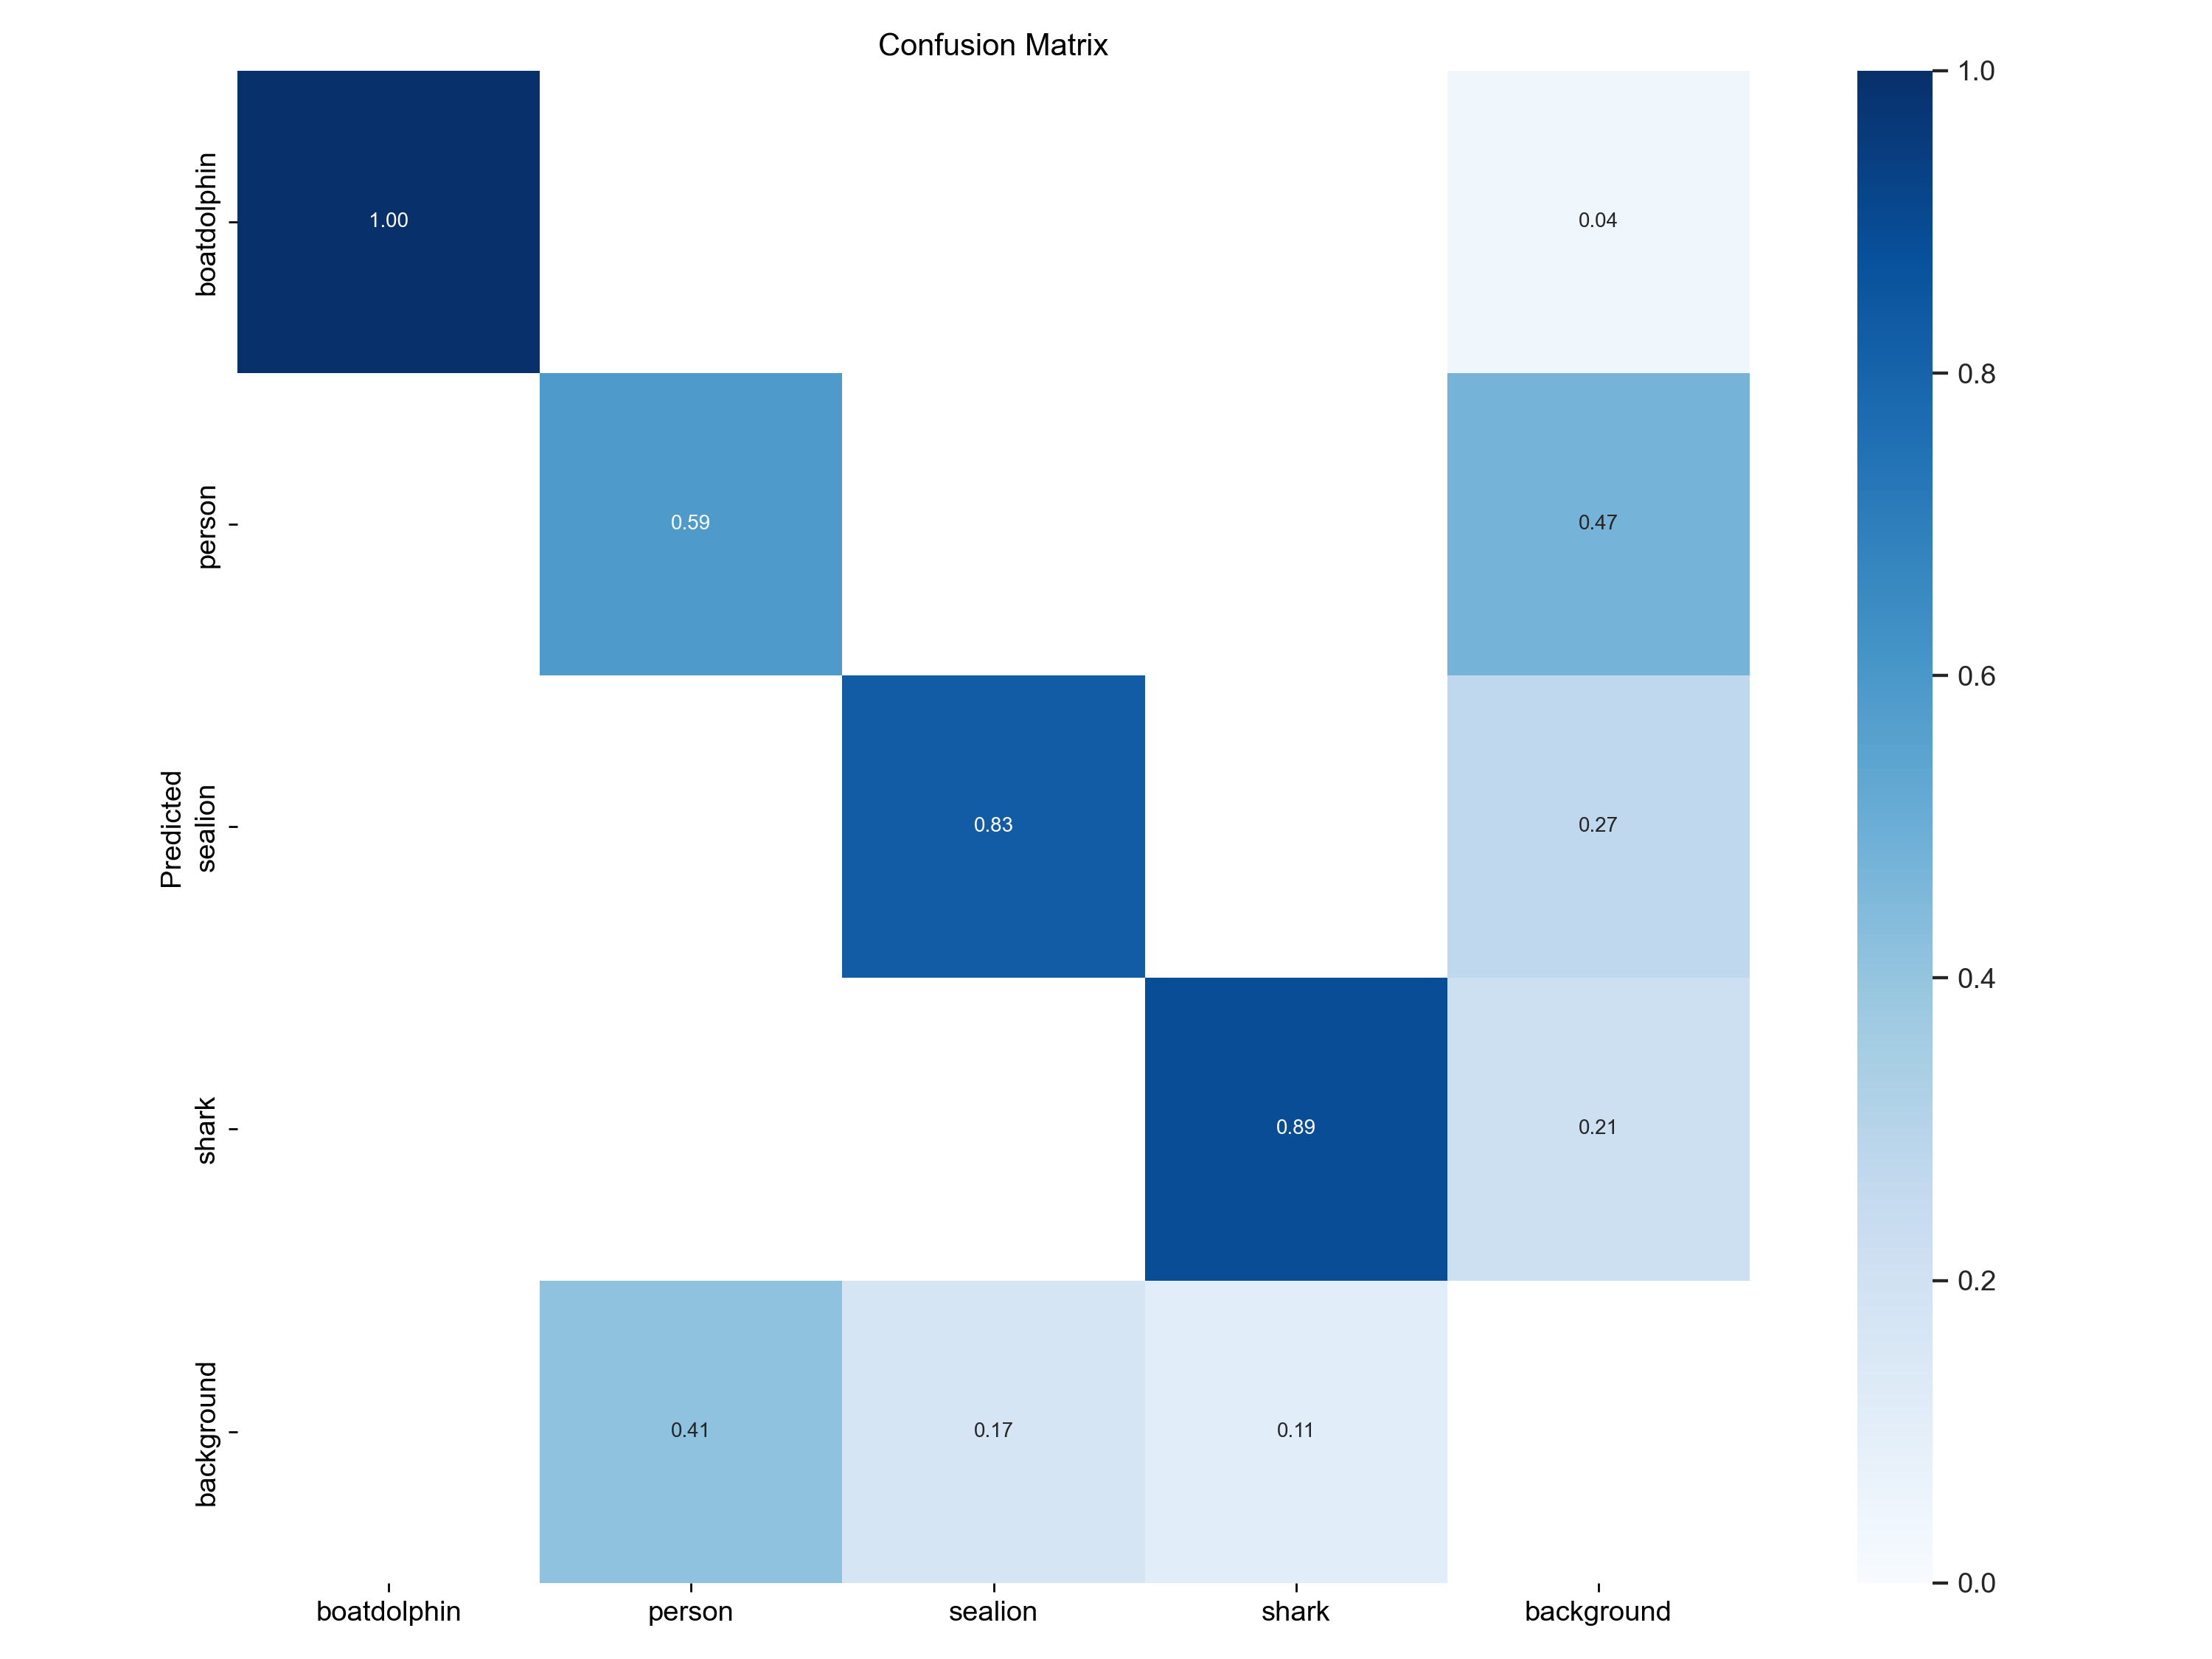 Confusion Matrix
boatdolphin
1.00
0.04
person
0.59
0.47
Predicted
sealion
0.83
0.27
shark
0.89
0.21
background
0.41
0.17
0.11
boatdolphin
person
sealion
shark
background
1.0
0.8
0.6
0.4
0.2
0.0